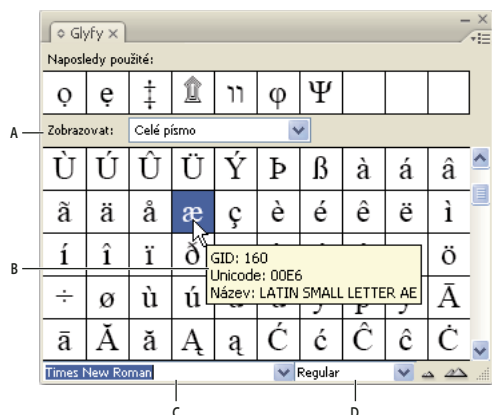 Glyfy
Naposledy použité:
ọ ẹ ‡ װ φ Ψ
A
Zobrazovat: Celé písmo
Ù Ú Û Ü Ý Þ ß à á â
ã ä å æ ç è é ê ë ì
í î ï ð ö
B
GID: 160
Unicode: 00E6
Název: LATIN SMALL LETTER AE
÷ ø ù ú Ā
ā Ă ă Ą ą Ć ć Ĉ ĉ Ċ
Times New Roman Regular
C D